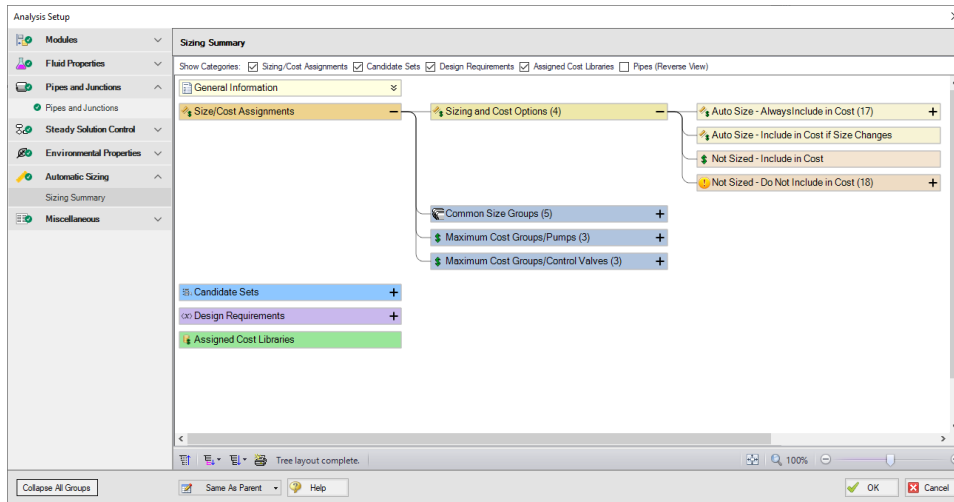 Analysis Setup
Modules
Fluid Properties
Pipes and Junctions
Pipes and Junctions
Steady Solution Control
Environmental Properties
Automatic Sizing
Sizing Summary
Miscellaneous
Sizing Summary
Show Categories: Sizing/Cost Assignments Candidate Sets Design Requirements Assigned Cost Libraries Pipes (Reverse View)
General Information
Size/Cost Assignments
Sizing and Cost Options (4)
Auto Size - AlwaysInclude in Cost (17)
Auto Size - Include in Cost if Size Changes
Not Sized - Include in Cost
Not Sized - Do Not Include in Cost (18)
Common Size Groups (5)
Maximum Cost Groups/Pumps (3)
Maximum Cost Groups/Control Valves (3)
Candidate Sets
(x) Design Requirements
Assigned Cost Libraries
Tree layout complete.
100%
Collapse All Groups
Same As Parent
Help
OK
Cancel